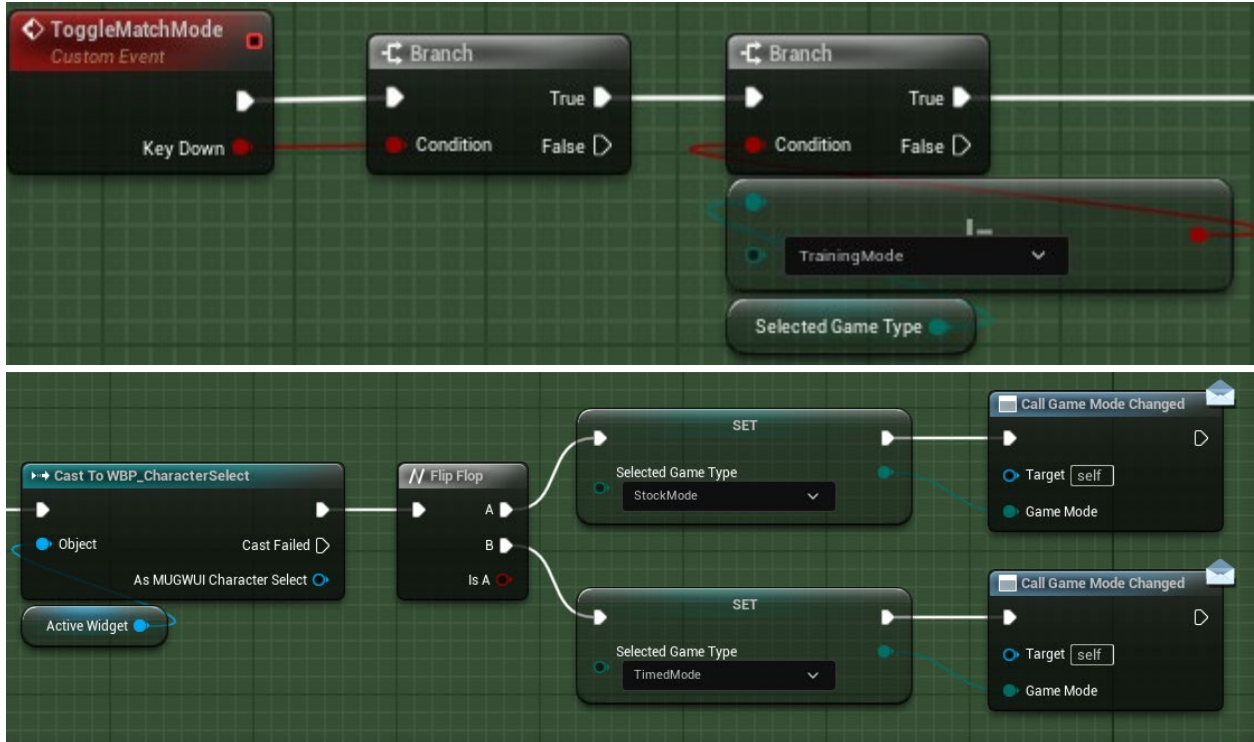 ToggleMatchMode
Custom Event
Key Down
Branch
True
Condition
False
Branch
True
Condition
False
TrainingMode
Selected Game Type
Cast To WBP_CharacterSelect
Object
Cast Failed
As MUGWUI Character Select
Active Widget
Flip Flop
A
B
Is A
SET
Selected Game Type
StockMode
Call Game Mode Changed
Target self
Game Mode
SET
Selected Game Type
TimedMode
Call Game Mode Changed
Target self
Game Mode